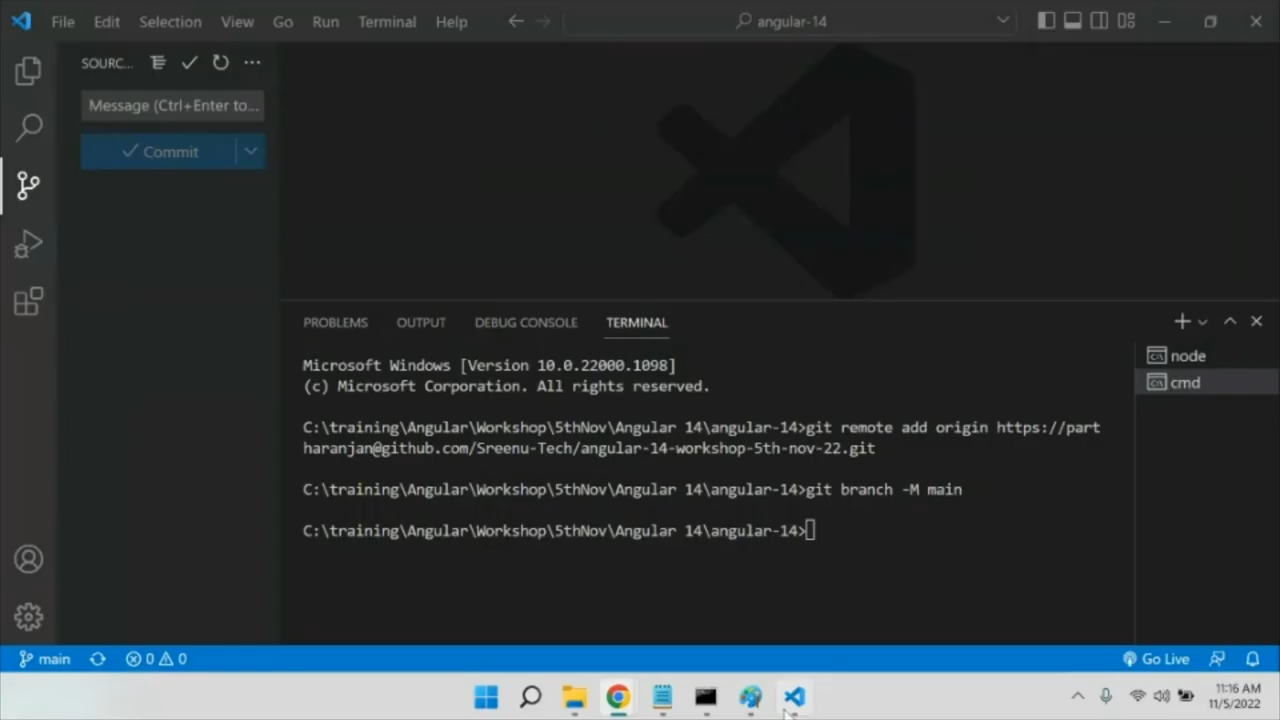 File Edit Selection View Go Run Terminal Help angular-14
SOURC...
Message (Ctrl+Enter to...
Commit
PROBLEMS OUTPUT DEBUG CONSOLE TERMINAL
Microsoft Windows [Version 10.0.22000.1098]
(c) Microsoft Corporation. All rights reserved.
C:\training\Angular\Workshop\5thNov\Angular 14\angular-14>git remote add origin https://part
haranjan@github.com/Sreenu-Tech/angular-14-workshop-5th-nov-22.git
C:\training\Angular\Workshop\5thNov\Angular 14\angular-14>git branch -M main
C:\training\Angular\Workshop\5thNov\Angular 14\angular-14>
node
cmd
main 0 0 Go Live
11:16 AM
11/5/2022